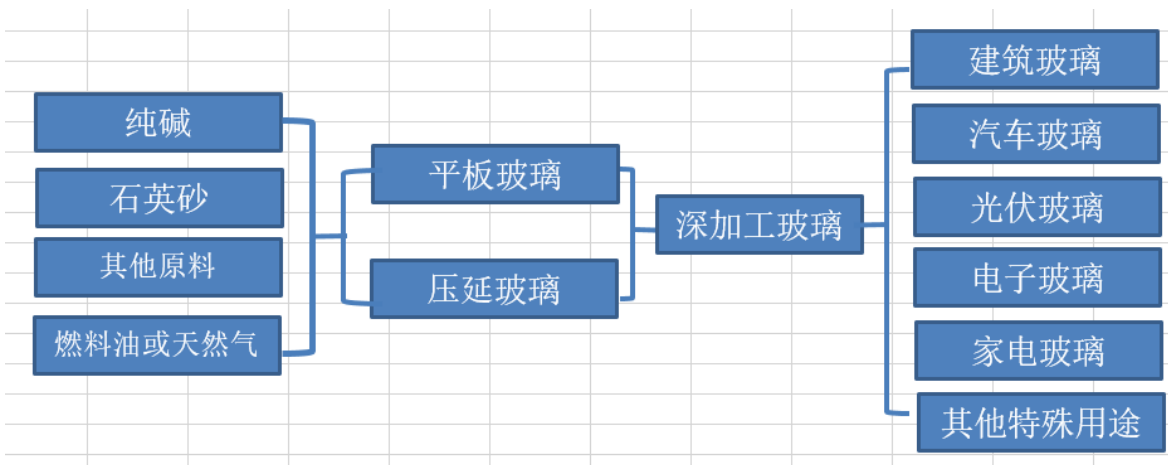 纯碱
石英砂
其他原料
燃料油或天然气
平板玻璃
压延玻璃
深加工玻璃
建筑玻璃
汽车玻璃
光伏玻璃
电子玻璃
家电玻璃
其他特殊用途